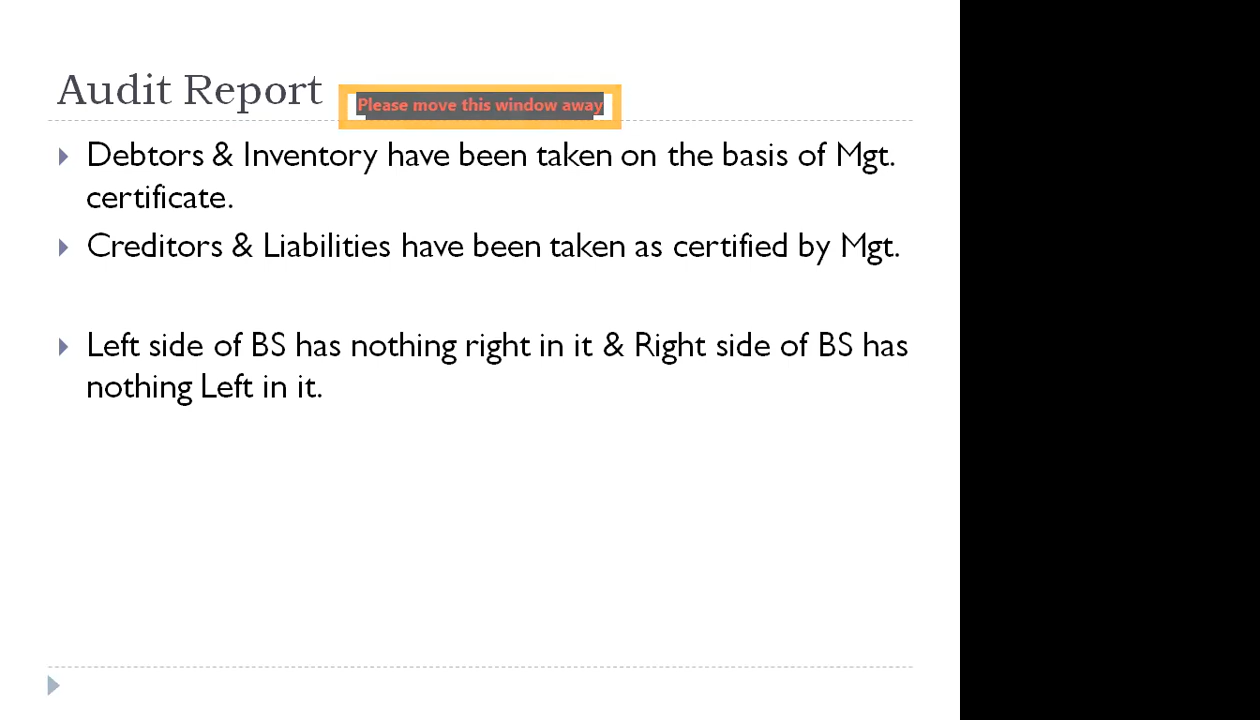 Audit Report
Please move this window away
Debtors & Inventory have been taken on the basis of Mgt.
certificate.
Creditors & Liabilities have been taken as certified by Mgt.
Left side of BS has nothing right in it & Right side of BS has
nothing Left in it.